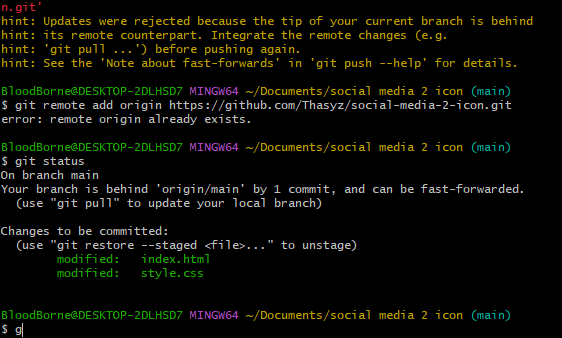 n.git'
hint: Updates were rejected because the tip of your current branch is behind
hint: its remote counterpart. Integrate the remote changes (e.g.
hint: 'git pull ...') before pushing again.
hint: See the 'Note about fast-forwards' in 'git push --help' for details.
BloodBorne@DESKTOP-2DLHSD7 MINGW64 ~/Documents/social media 2 icon (main)
$ git remote add origin https://github.com/Thasyz/social-media-2-icon.git
error: remote origin already exists.
BloodBorne@DESKTOP-2DLHSD7 MINGW64 ~/Documents/social media 2 icon (main)
$ git status
On branch main
Your branch is behind 'origin/main' by 1 commit, and can be fast-forwarded.
  (use "git pull" to update your local branch)
Changes to be committed:
  (use "git restore --staged <file>..." to unstage)
        modified:   index.html
        modified:   style.css
BloodBorne@DESKTOP-2DLHSD7 MINGW64 ~/Documents/social media 2 icon (main)
$ g